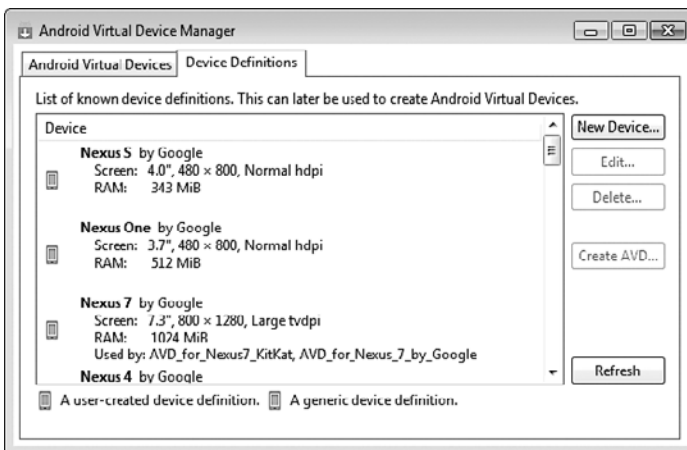 Android Virtual Device Manager
Android Virtual Devices
Device Definitions
List of known device definitions. This can later be used to create Android Virtual Devices.
Device
Nexus S by Google
Screen: 4.0", 480 × 800, Normal hdpi
RAM: 343 MiB
Nexus One by Google
Screen: 3.7", 480 × 800, Normal hdpi
RAM: 512 MiB
Nexus 7 by Google
Screen: 7.3", 800 × 1280, Large tvdpi
RAM: 1024 MiB
Used by: AVD_for_Nexus7_KitKat, AVD_for_Nexus_7_by_Google
Nexus 4 by Google
New Device...
Edit...
Delete...
Create AVD...
Refresh
A user-created device definition.
A generic device definition.